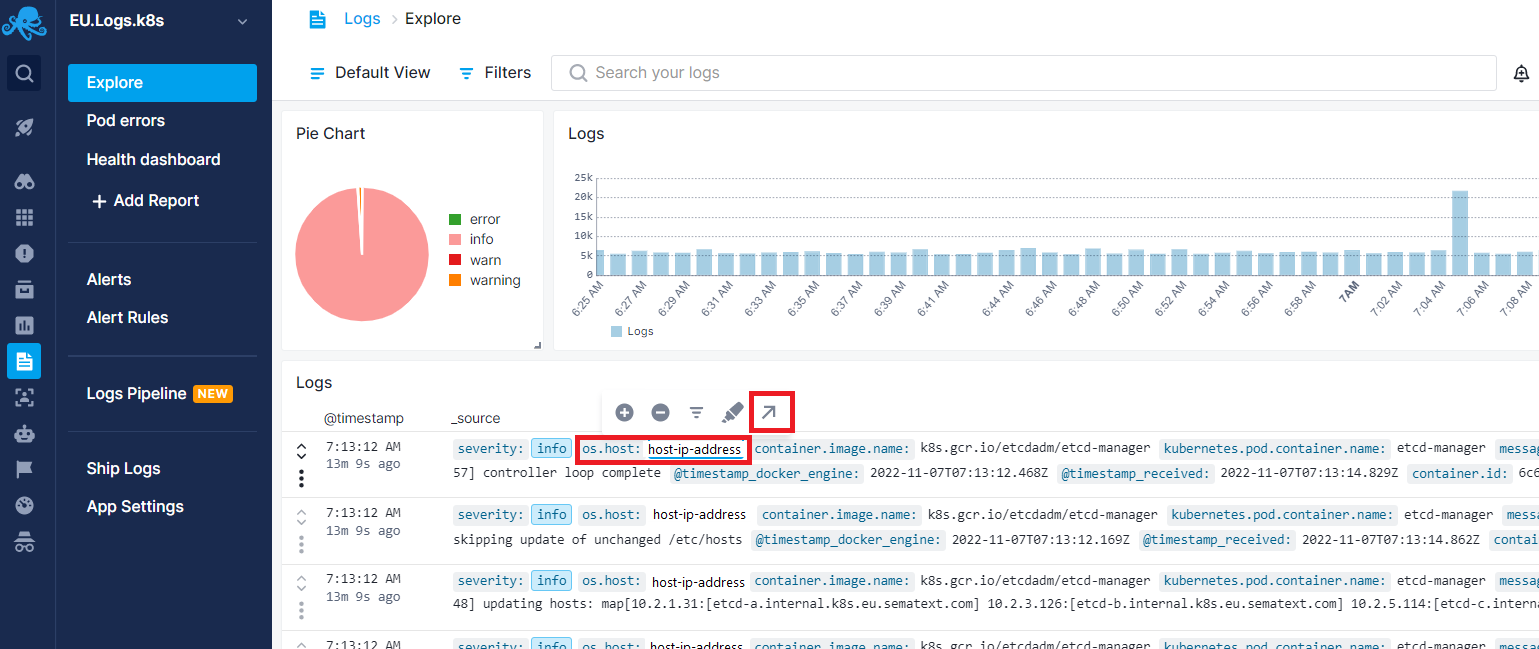 EU.Logs.k8s
Explore
Pod errors
Health dashboard
+ Add Report
Alerts
Alert Rules
Logs Pipeline NEW
Ship Logs
App Settings
Logs > Explore
Default View Filters Search your logs
Pie Chart
error
info
warn
warning
Logs
25k
20k
15k
10k
5k
0
6:25 AM 6:27 AM 6:29 AM 6:31 AM 6:33 AM 6:35 AM 6:37 AM 6:39 AM 6:41 AM 6:44 AM 6:46 AM 6:48 AM 6:50 AM 6:52 AM 6:54 AM 6:56 AM 6:58 AM 7AM 7:02 AM 7:04 AM 7:06 AM 7:08 AM
Logs
Logs
@timestamp _source
7:13:12 AM severity: info os.host: host-ip-address container.image.name: k8s.gcr.io/etcdadm/etcd-manager kubernetes.pod.container.name: etcd-manager messag
13m 9s ago 57] controller loop complete @timestamp_docker_engine: 2022-11-07T07:13:12.468Z @timestamp_received: 2022-11-07T07:13:14.829Z container.id: 6c6
7:13:12 AM severity: info os.host: host-ip-address container.image.name: k8s.gcr.io/etcdadm/etcd-manager kubernetes.pod.container.name: etcd-manager mes
13m 9s ago skipping update of unchanged /etc/hosts @timestamp_docker_engine: 2022-11-07T07:13:12.169Z @timestamp_received: 2022-11-07T07:13:14.862Z contai
7:13:12 AM severity: info os.host: host-ip-address container.image.name: k8s.gcr.io/etcdadm/etcd-manager kubernetes.pod.container.name: etcd-manager messag
13m 9s ago 48] updating hosts: map[10.2.1.31:[etcd-a.internal.k8s.eu.sematext.com] 10.2.3.126:[etcd-b.internal.k8s.eu.sematext.com] 10.2.5.114:[etcd-c.intern
7:13:12 AM severity: info os.host: host-ip-address container.image.name: k8s.gcr.io/etcdadm/etcd-manager kubernetes.pod.container.name: etcd-manager messag